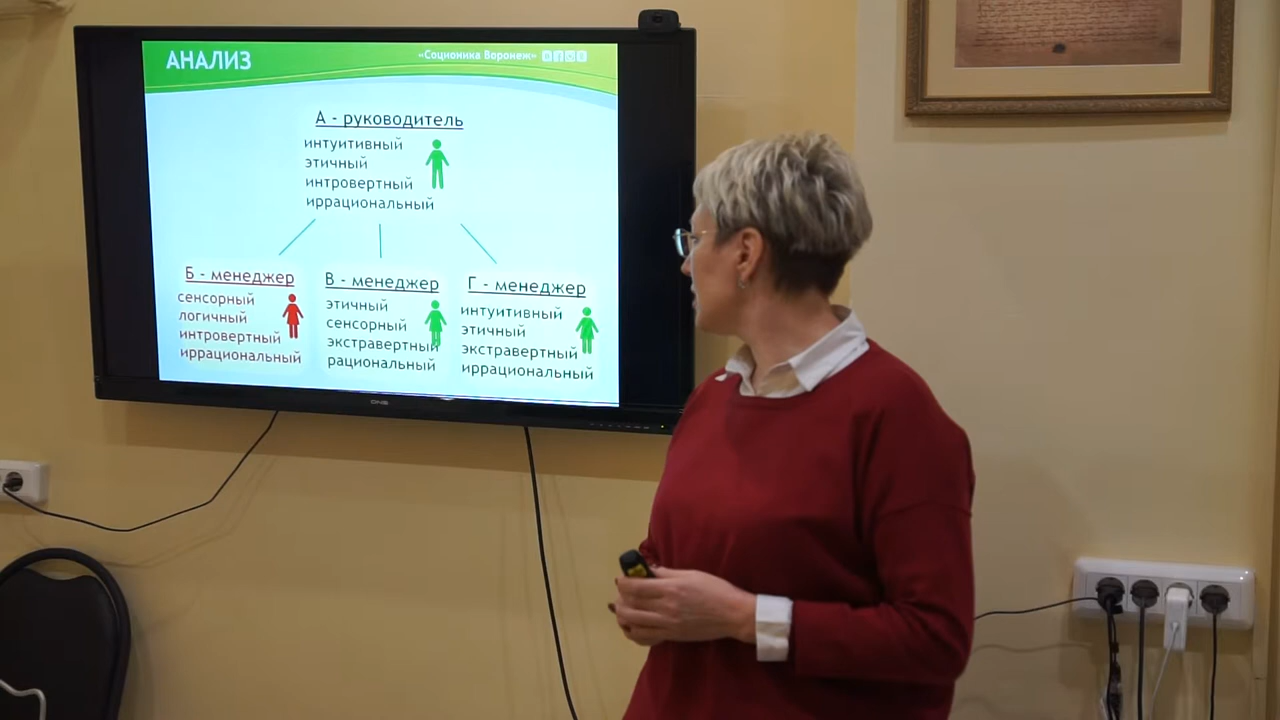 АНАЛИЗ
«Соционика Воронеж»
А - руководитель
интуитивный
этичный
интровертный
иррациональный
Б - менеджер
сенсорный
логичный
интровертный
иррациональный
В - менеджер
этичный
сенсорный
экстравертный
рациональный
Г - менеджер
интуитивный
этичный
экстравертный
иррациональный